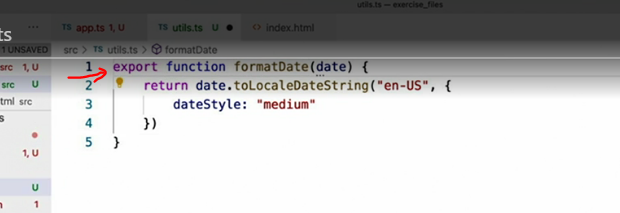 utils.ts — exercise_files
ts
... TS app.ts 1, U TS utils.ts U ● <> index.html
1 UNSAVED
src > TS utils.ts > formatDate
src 1, U
src U
tml src
s
1, U
U
1
1 export function formatDate(date) {
2 return date.toLocaleDateString("en-US", {
3 dateStyle: "medium"
4 })
5 }